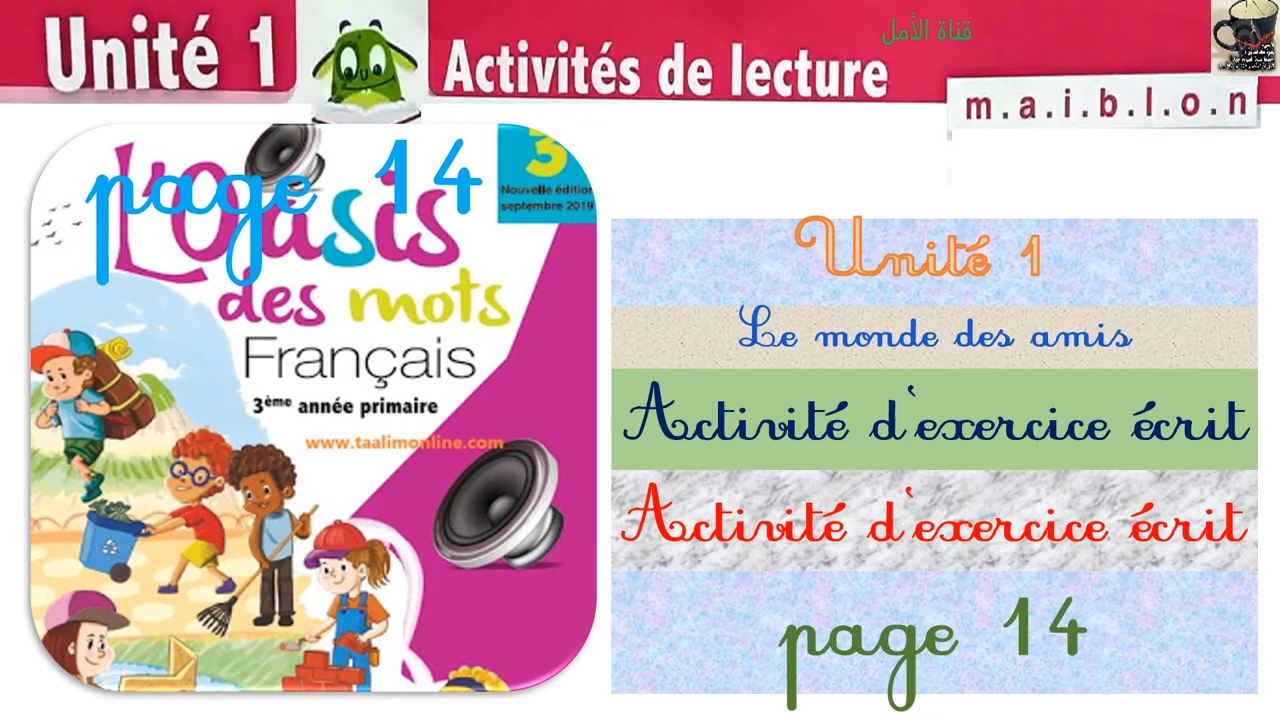 قناة الأمل
Unité 1
Activités de lecture
m.a.i.b.l.o.n
page 14
3
Nouvelle édition
septembre 2019
L'Oasis
des mots
Français
3ème année primaire
www.taalimonline.com
Unité 1
Le monde des amis
Activité d'exercice écrit
Activité d'exercice écrit
page 14